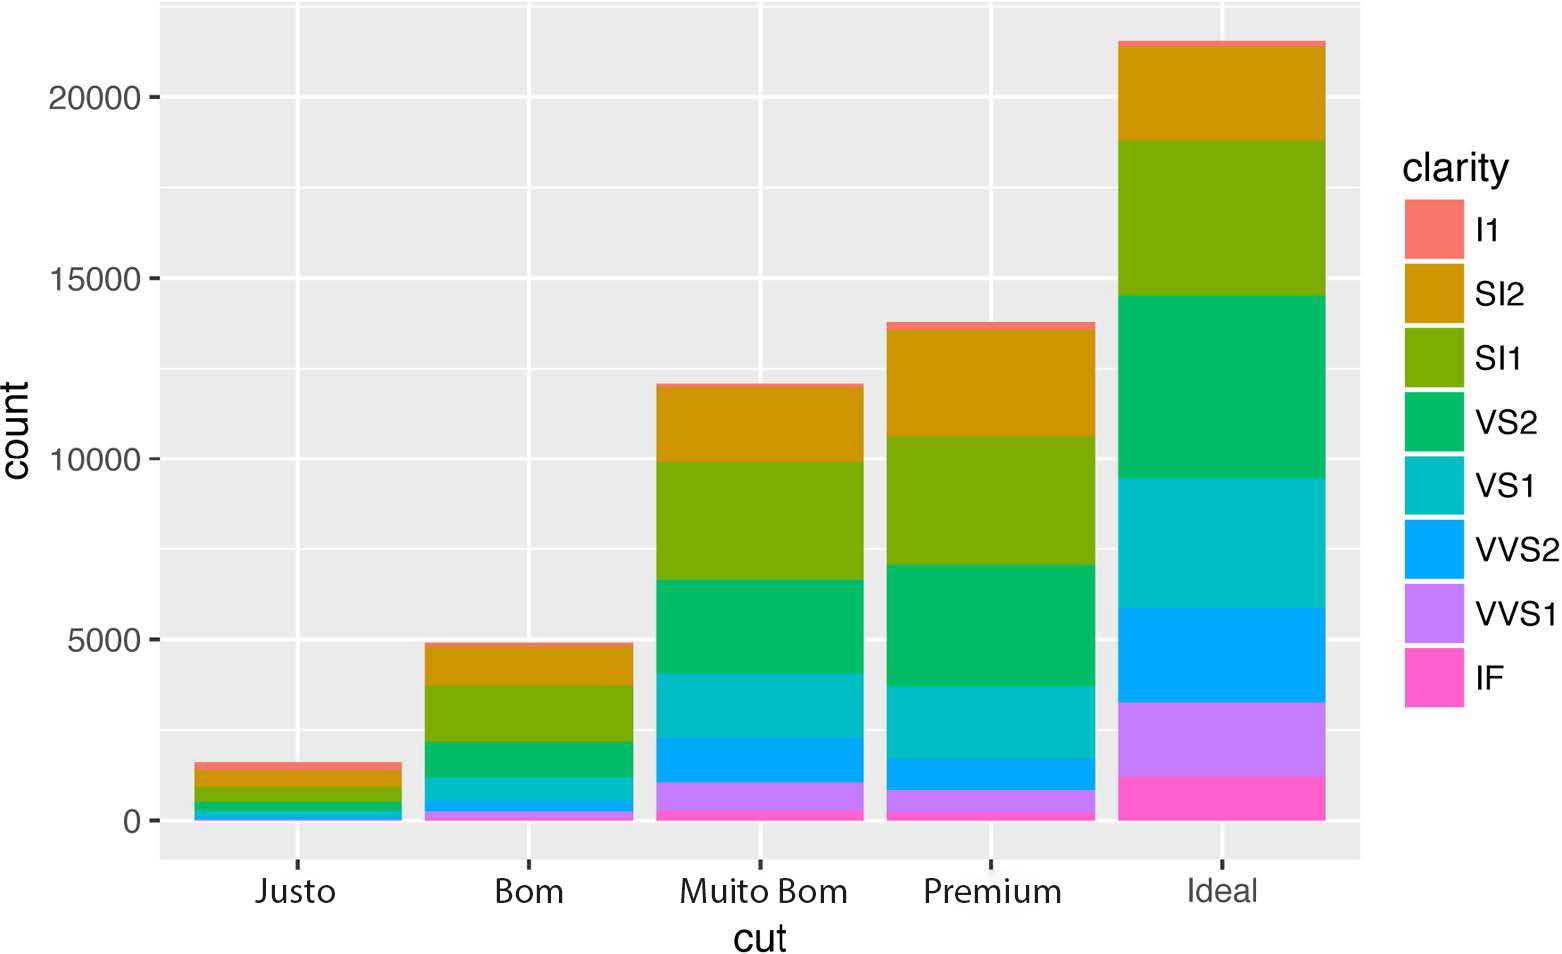 count
20000
15000
10000
5000
0
Justo Bom Muito Bom Premium Ideal
cut
clarity
I1
SI2
SI1
VS2
VS1
VVS2
VVS1
IF